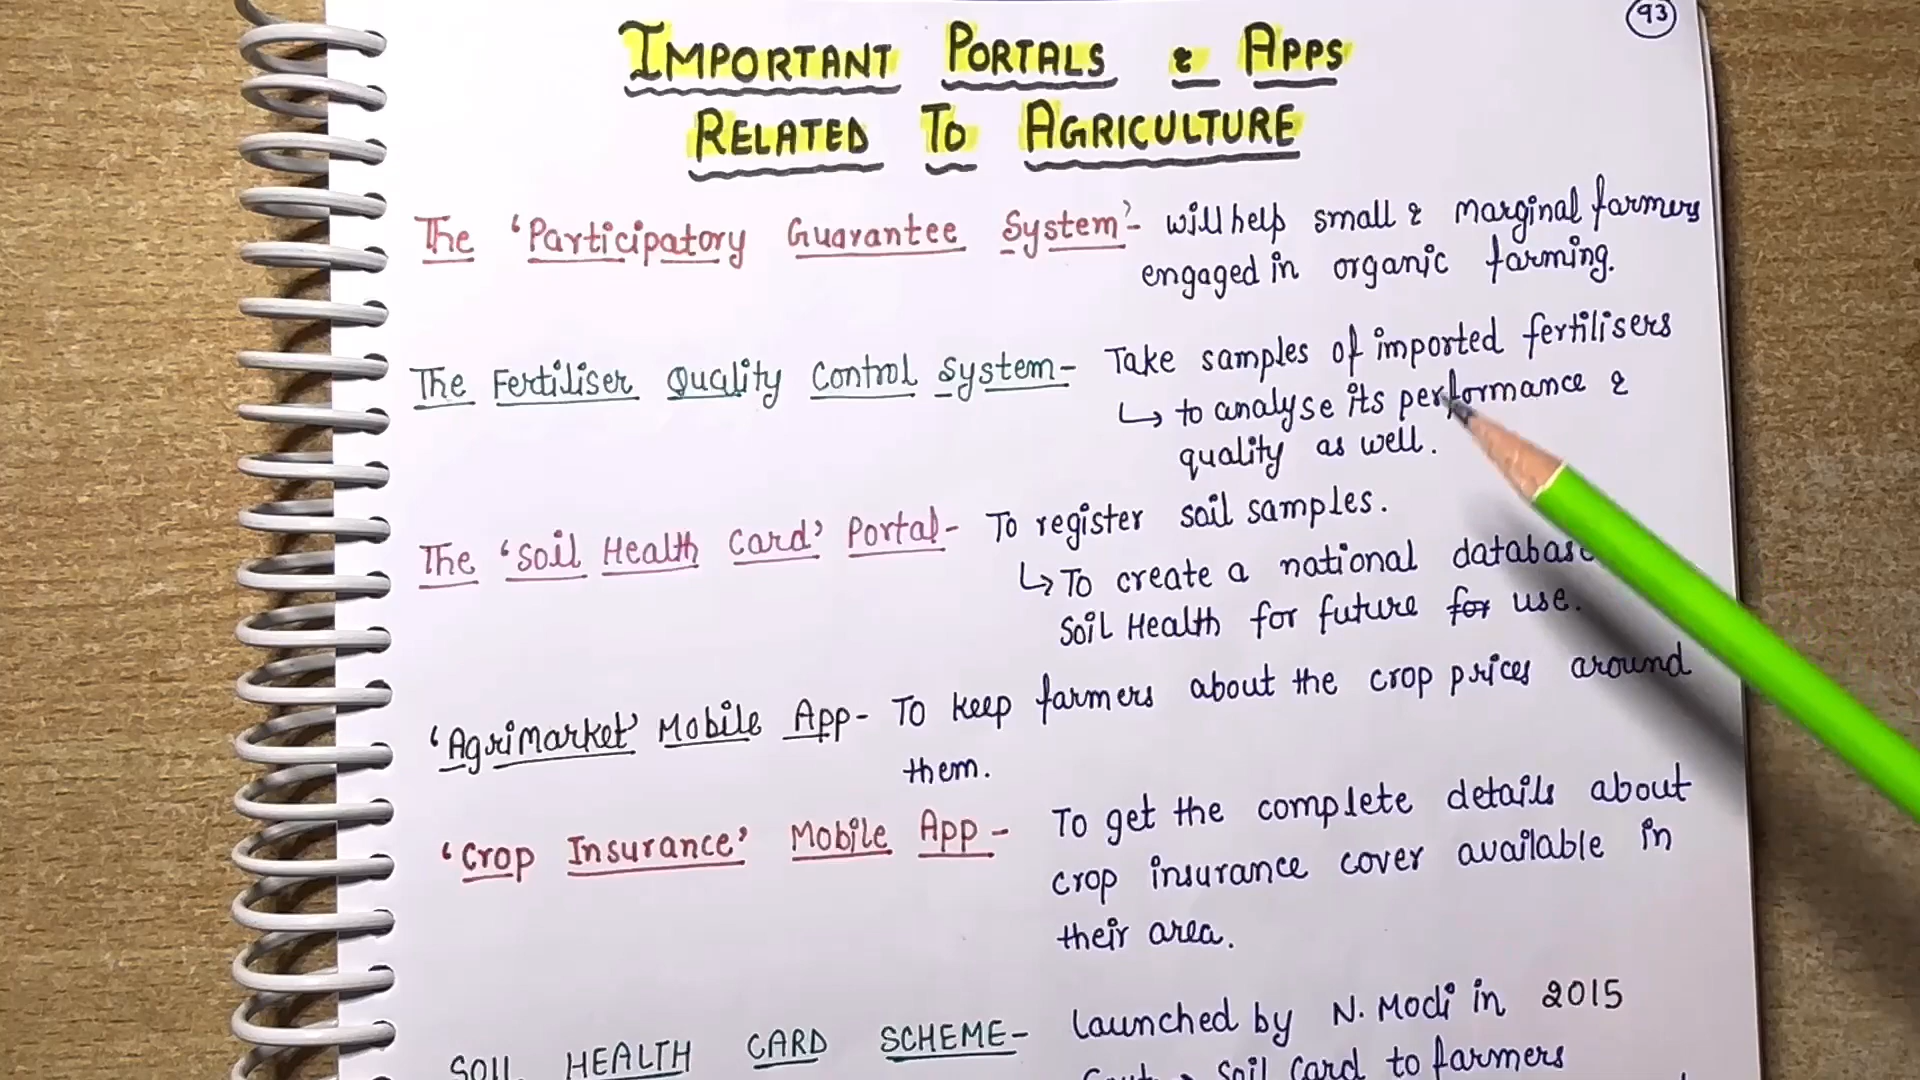 93
IMPORTANT PORTALS & APPS
RELATED TO AGRICULTURE
The 'Participatory Guarantee System'- will help small & marginal farmers
engaged in organic farming.
The Fertiliser Quality Control System- Take samples of imported fertilisers
↳ to analyse its performance &
quality as well.
The 'Soil Health Card' Portal- To register soil samples.
↳ To create a national database
Soil Health for future for use.
'AgriMarket' Mobile App- To keep farmers about the crop prices around
them.
'Crop Insurance' Mobile App- To get the complete details about
crop insurance cover available in
their area.
SOIL HEALTH CARD SCHEME- Launched by N. Modi in 2015
Soil Card to farmers